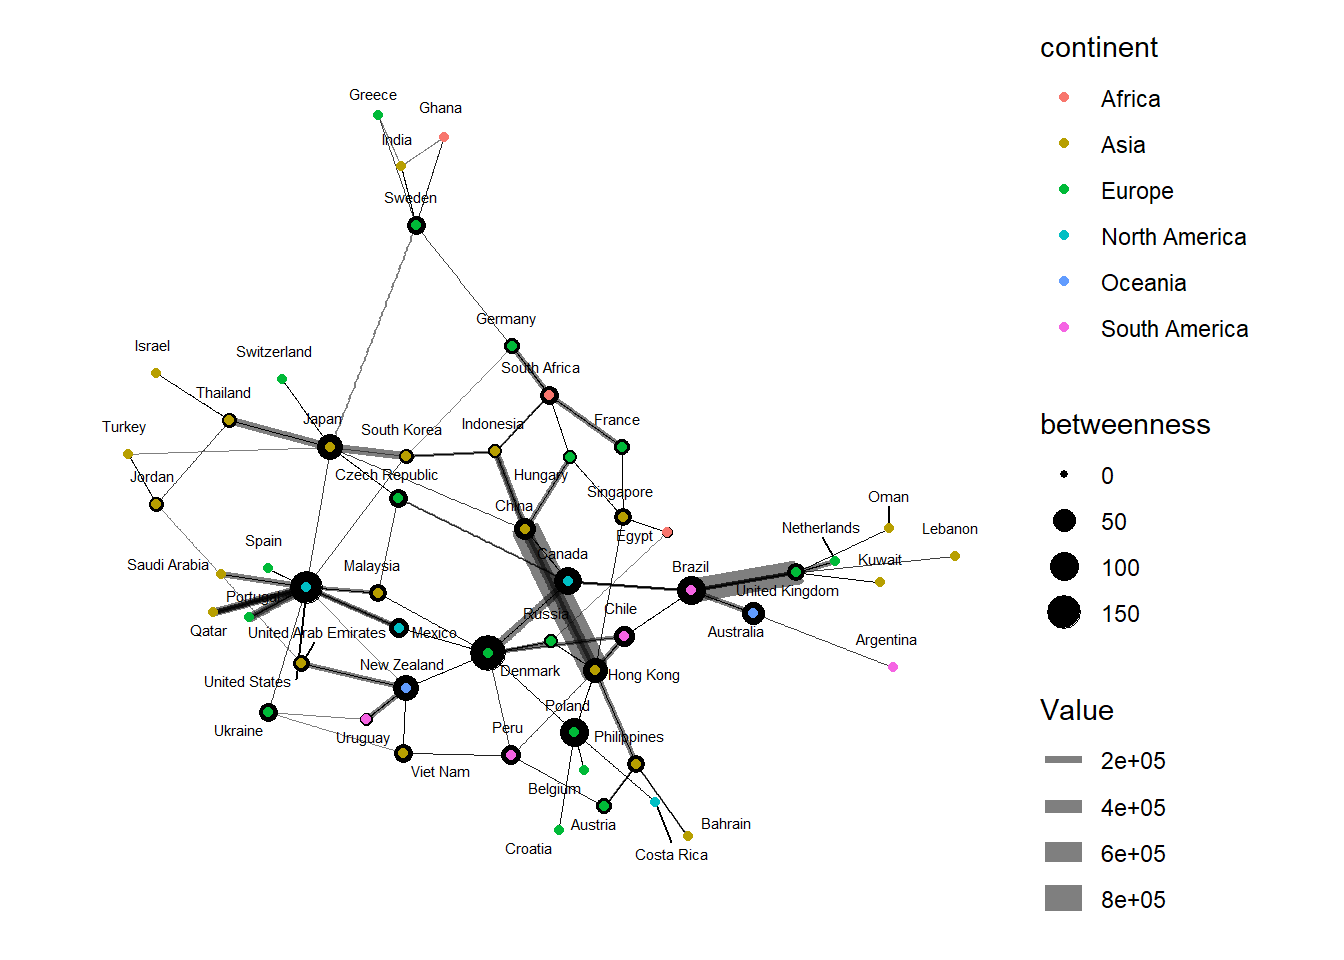 continent
Africa
Asia
Europe
North America
Oceania
South America
betweenness
0
50
100
150
Value
2e+05
4e+05
6e+05
8e+05
Greece
Ghana
India
Sweden
Germany
South Africa
Israel
Switzerland
Thailand
Japan
Turkey
South Korea
Indonesia
France
Jordan
Czech Republic
Hungary
Singapore
China
Egypt
Oman
Netherlands
Lebanon
Spain
Saudi Arabia
Malaysia
Canada
Brazil
Kuwait
United Kingdom
Portugal
Qatar
United Arab Emirates
Mexico
Russia
Chile
Australia
Argentina
United States
New Zealand
Denmark
Hong Kong
Ukraine
Uruguay
Viet Nam
Peru
Poland
Philippines
Belgium
Austria
Croatia
Costa Rica
Bahrain